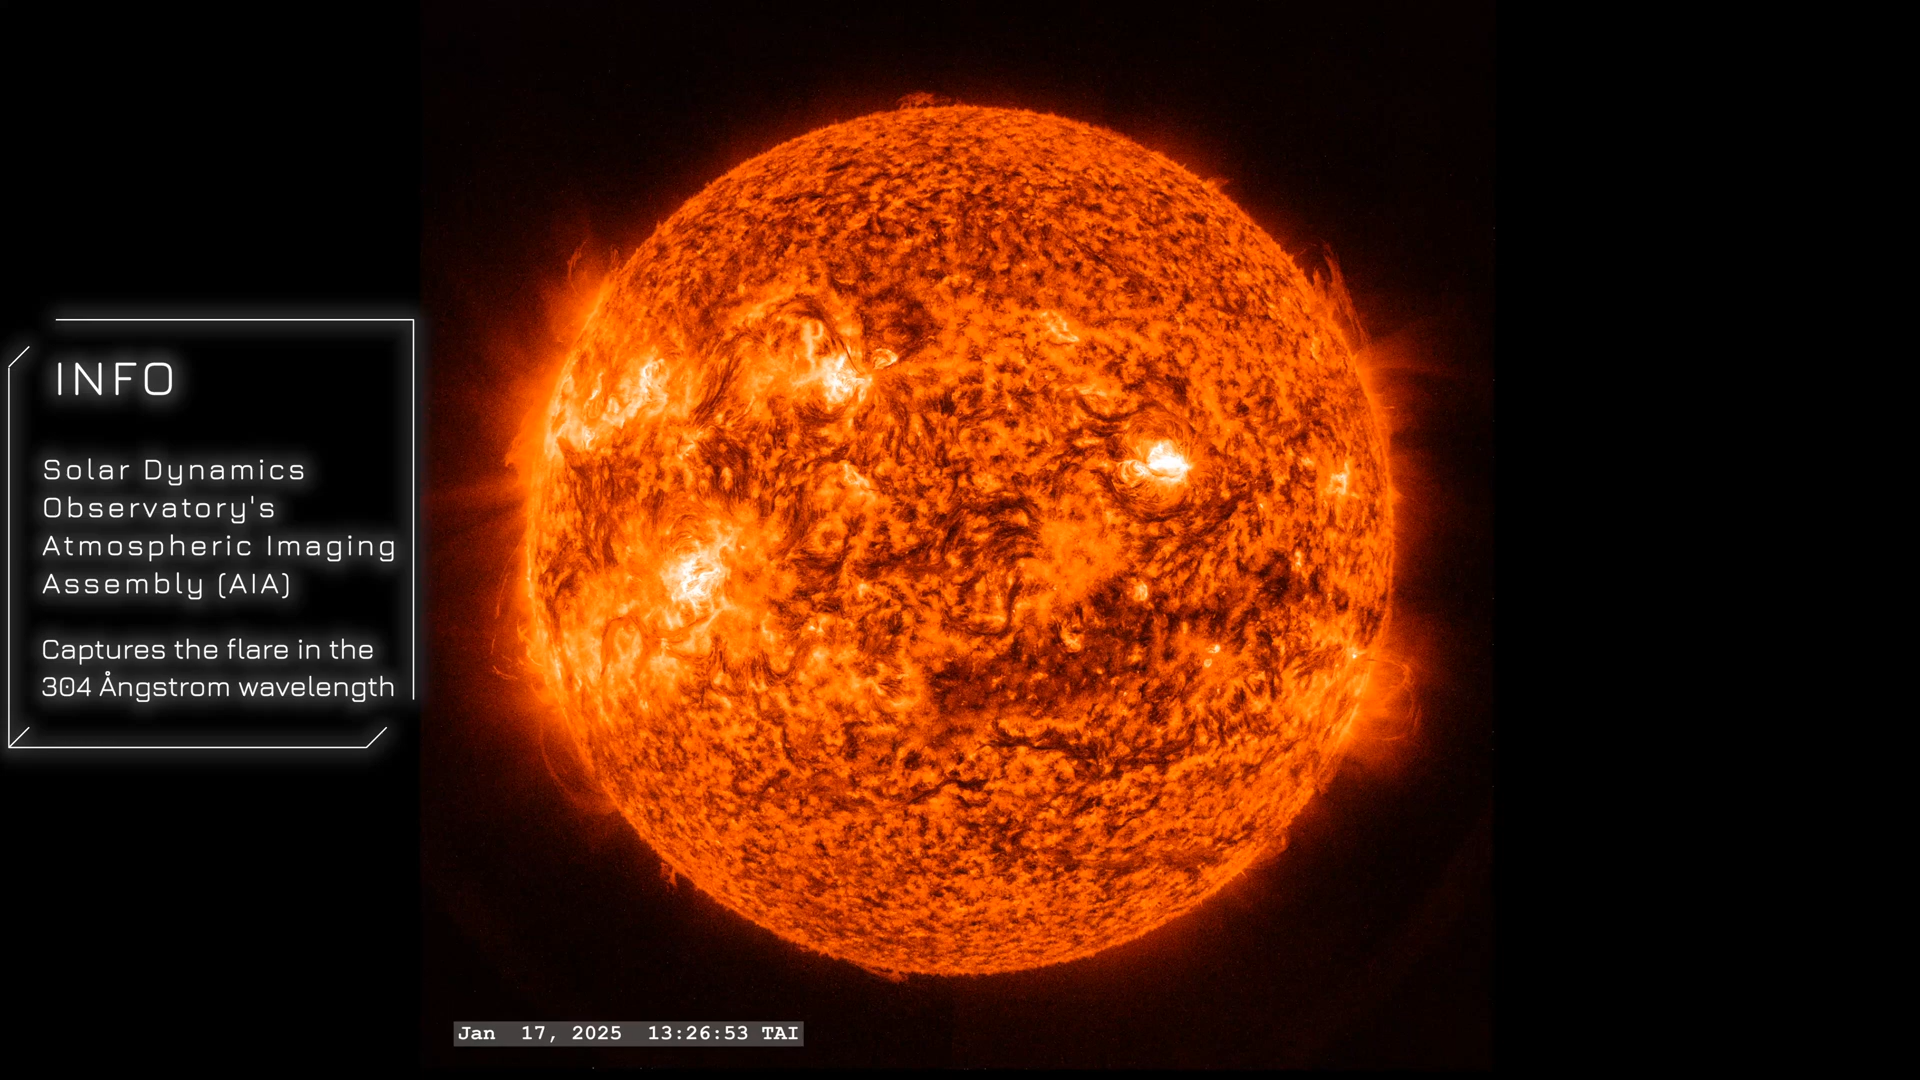 INFO
Solar Dynamics
Observatory's
Atmospheric Imaging
Assembly (AIA)
Captures the flare in the
304 Ångstrom wavelength
Jan  17, 2025  13:26:53 TAI